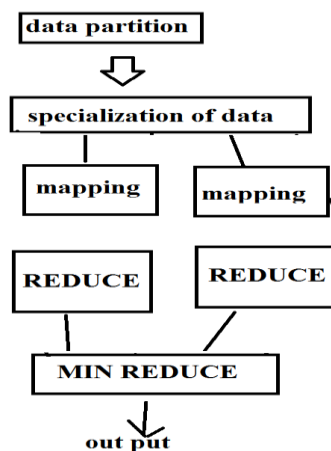 data partition
specialization of data
mapping
mapping
REDUCE
REDUCE
MIN REDUCE
out put